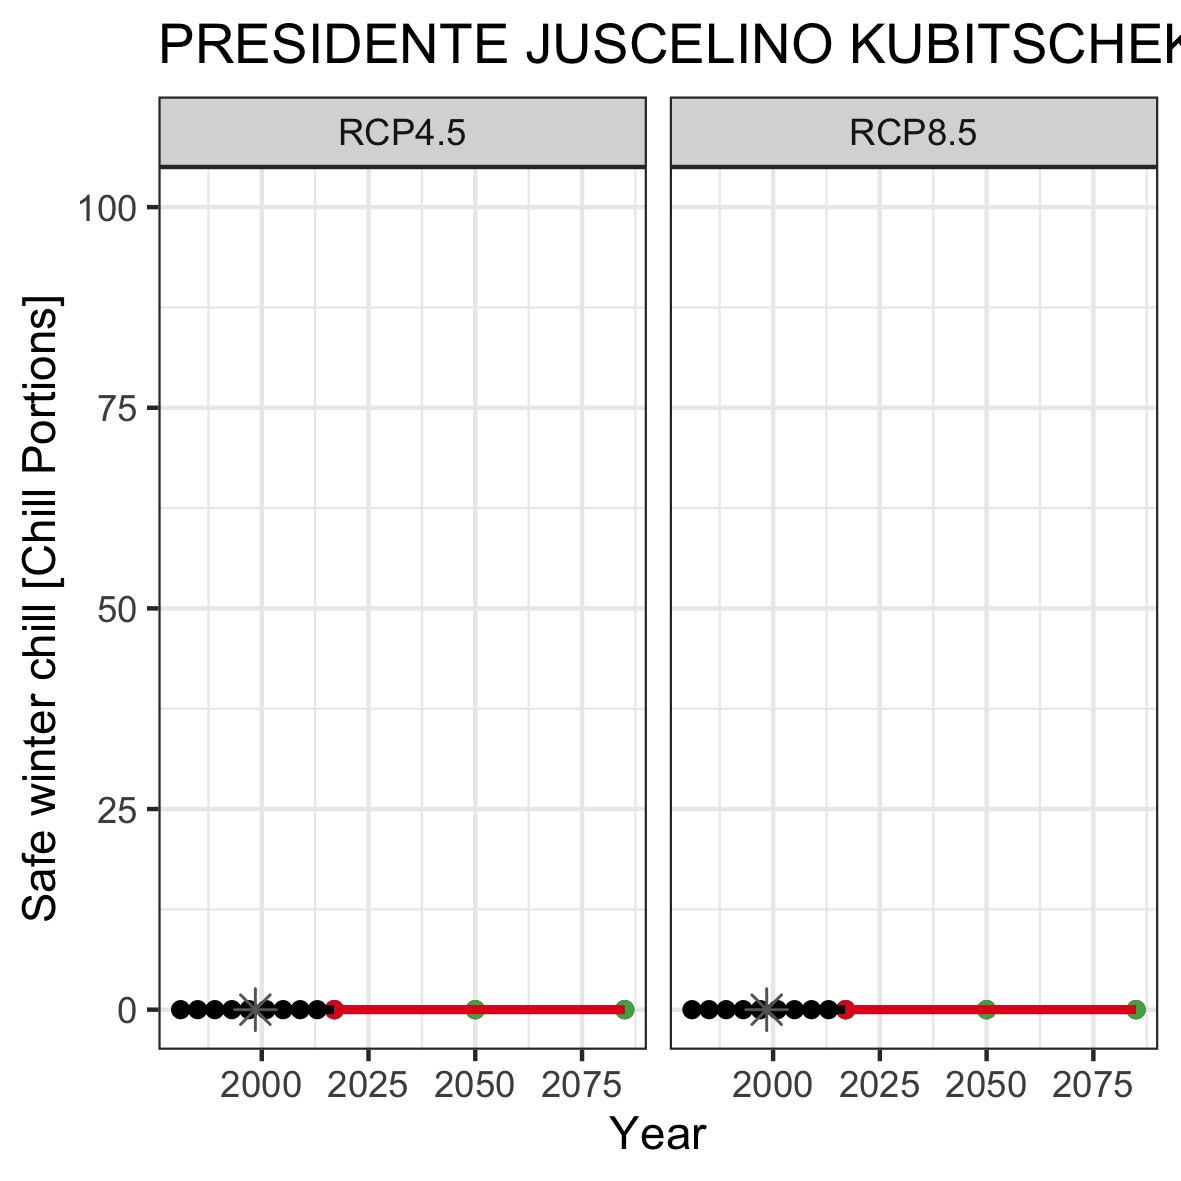 PRESIDENTE JUSCELINO KUBITSCHEK
RCP4.5 RCP8.5
Safe winter chill [Chill Portions]
100
75
50
25
0
2000 2025 2050 2075 2000 2025 2050 2075
Year